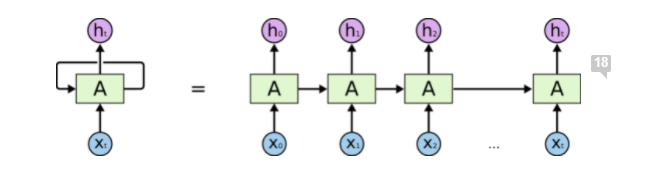 hₜ h₀ h₁ h₂ hₜ
18
A = A A A A
xₜ x₀ x₁ x₂ ... xₜ